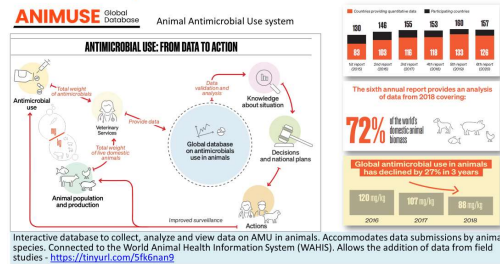 ANIMUSE Global
Database
Animal Antimicrobial Use system
ANTIMICROBIAL USE: FROM DATA TO ACTION
Antimicrobial
use
Total weight
of antimicrobials
mg
kg
Veterinary
Services
Provide data
Total weight
of live domestic
animals
Animal population
and production
Data
validation and
analysis
Global database
on antimicrobials
use in animals
Knowledge
about situation
Decisions
and national plans
Improved surveillance
Actions
Countries providing quantitative data
Participating countries
130 146 155 153 160 157
93 103 116 118 133 126
1st report 2nd report 3rd report 4th report 5th report 6th report
(2015) (2016) (2017) (2018) (2019) (2020)
The sixth annual report provides an analysis
of data from 2018 covering:
72% of the world's
domestic animal
biomass
Global antimicrobial use in animals
has declined by 27% in 3 years
120 mg/kg 107 mg/kg 88 mg/
2016 2017 2018
Interactive database to collect, analyze and view data on AMU in animals. Accommodates data submissions by anima
species. Connected to the World Animal Health Information System (WAHIS). Allows the addition of data from field
studies - https://tinyurl.com/5fk6nan9